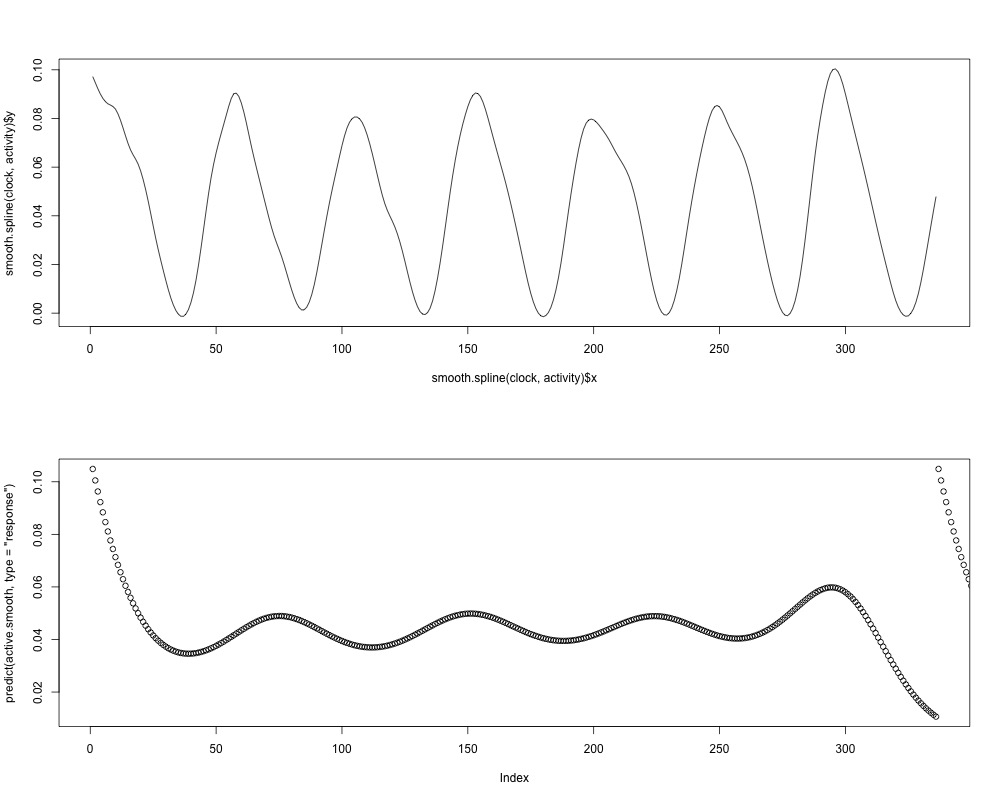 smooth.spline(clock, activity)$y
0.10
0.08
0.06
0.04
0.02
0.00
0 50 100 150 200 250 300
smooth.spline(clock, activity)$x
predict(active.smooth, type = "response")
0.10
0.08
0.06
0.04
0.02
0 50 100 150 200 250 300
Index